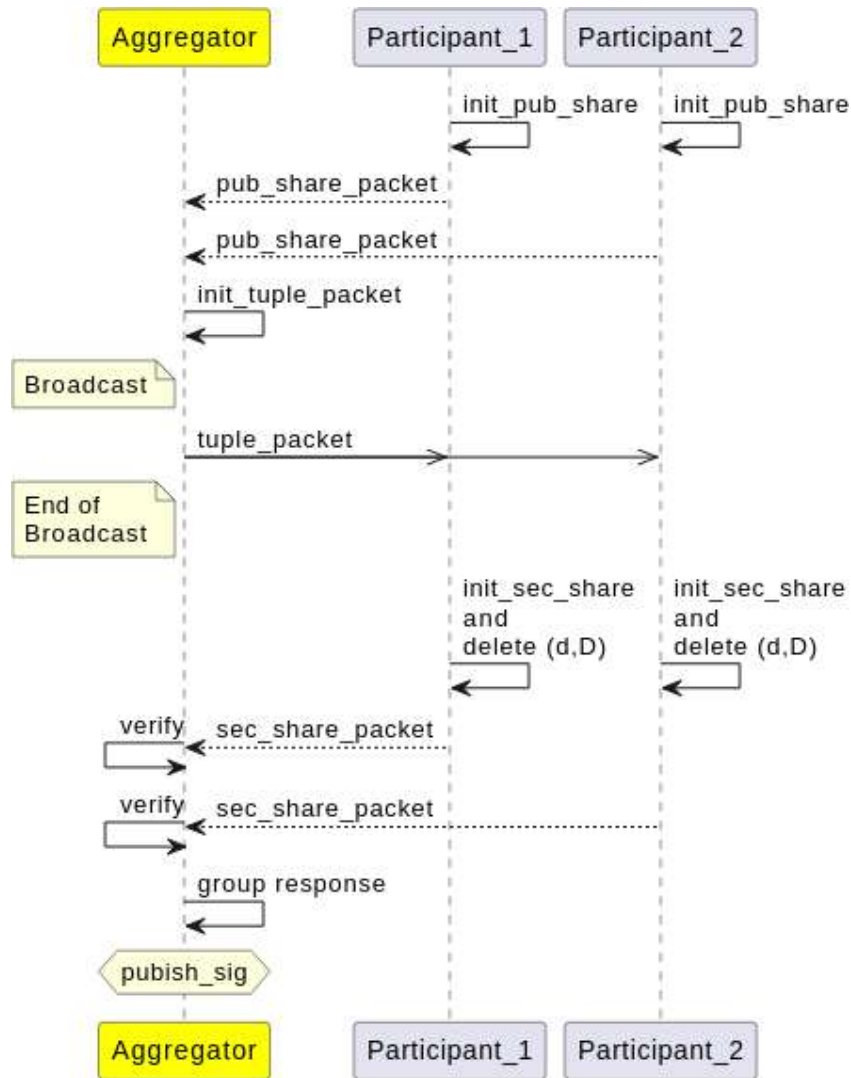 Aggregator
Participant_1
Participant_2
init_pub_share
init_pub_share
pub_share_packet
pub_share_packet
init_tuple_packet
Broadcast
tuple_packet
End of
Broadcast
init_sec_share
and
delete (d,D)
init_sec_share
and
delete (d,D)
verify
sec_share_packet
verify
sec_share_packet
group response
pubish_sig
Aggregator
Participant_1
Participant_2